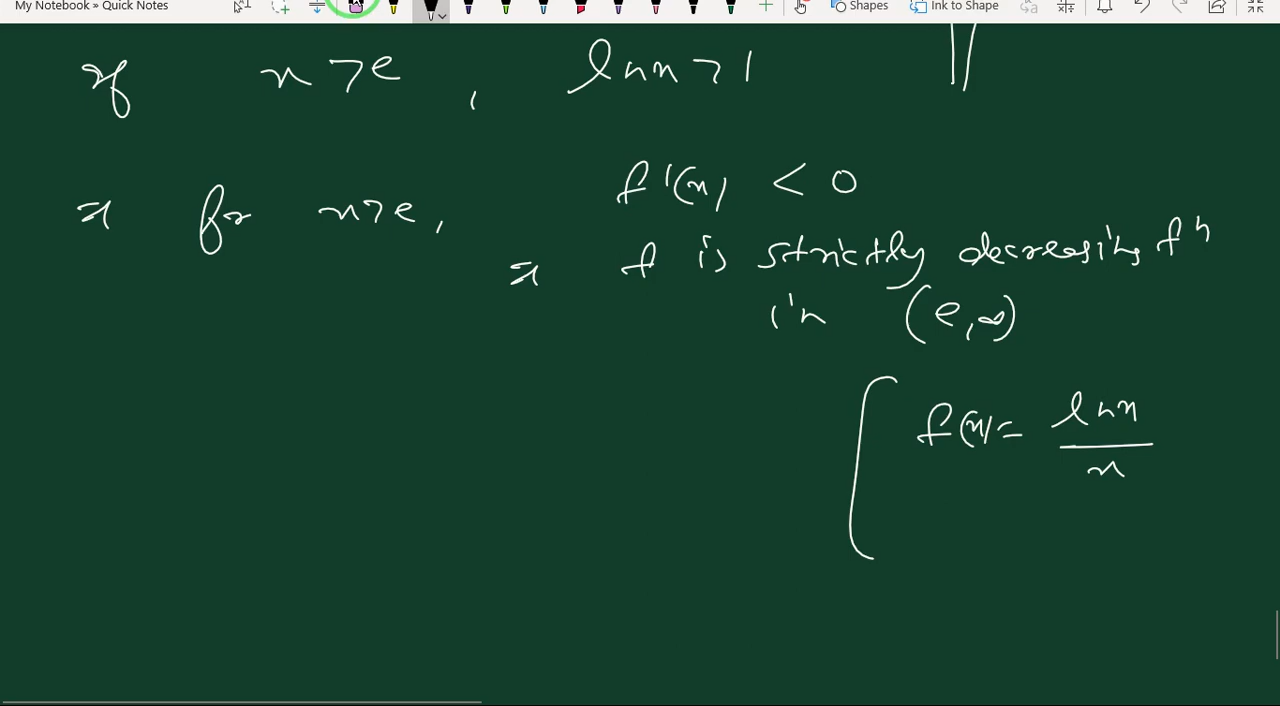 My Notebook » Quick Notes
Shapes
Ink to Shape
if x > e , ln x > 1
⇒ for x > e, f'(x) < 0
⇒ f is strictly decreasing fn
in (e, ∞)
f(x) = ln x / x